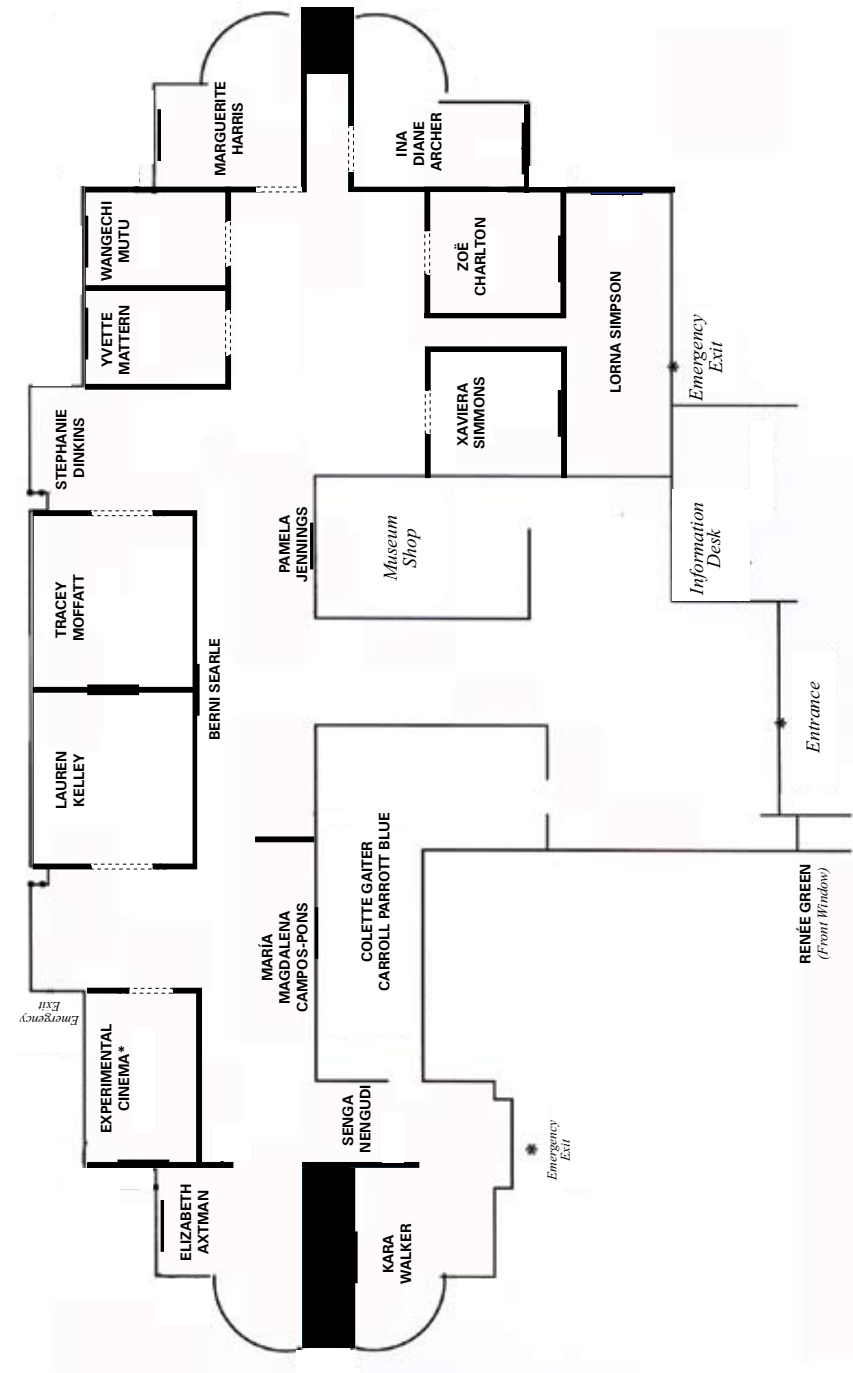 MARGUERITE
HARRIS
INA
DIANE
ARCHER
WANGECHI
MUTU
YVETTE
MATTERN
ZOË
CHARLTON
LORNA SIMPSON
Emergency
Exit
XAVIERA
SIMMONS
STEPHANIE
DINKINS
PAMELA
JENNINGS
Museum
Shop
Information
Desk
TRACEY
MOFFATT
BERNI SEARLE
LAUREN
KELLEY
*
Entrance
MARÍA
MAGDALENA
CAMPOS-PONS
COLETTE GAITER
CARROLL PARROTT BLUE
RENÉE GREEN
(Front Window)
Emergency
Exit
EXPERIMENTAL
CINEMA*
SENGA
NENGUDI
*
Emergency
Exit
ELIZABETH
AXTMAN
KARA
WALKER